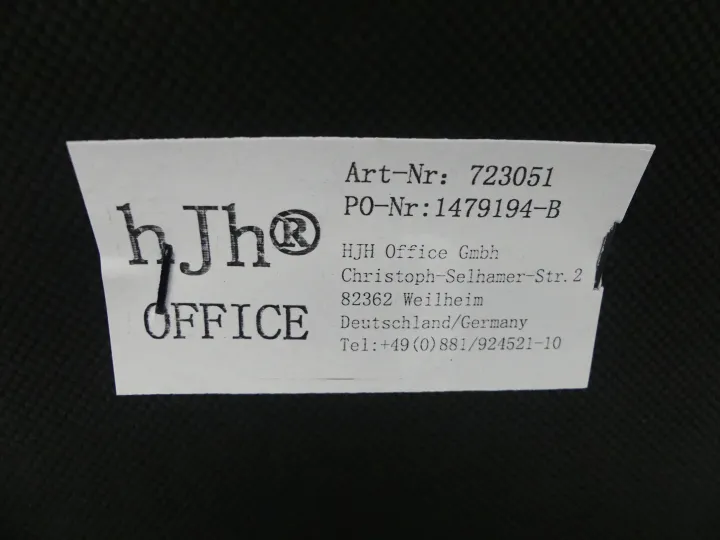 hJh®
OFFICE
Art-Nr: 723051
PO-Nr:1479194-B
HJH Office Gmbh
Christoph-Selhamer-Str.2
82362 Weilheim
Deutschland/Germany
Tel:+49(0)881/924521-10